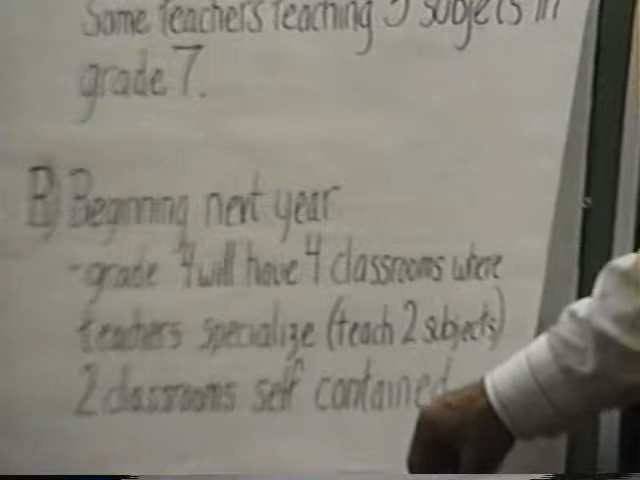 Some teachers teaching 3 subjects in
grade 7.
B) Beginning next year
- grade 4 will have 4 classrooms where
teachers specialize (teach 2 subjects)
2 classrooms self contained